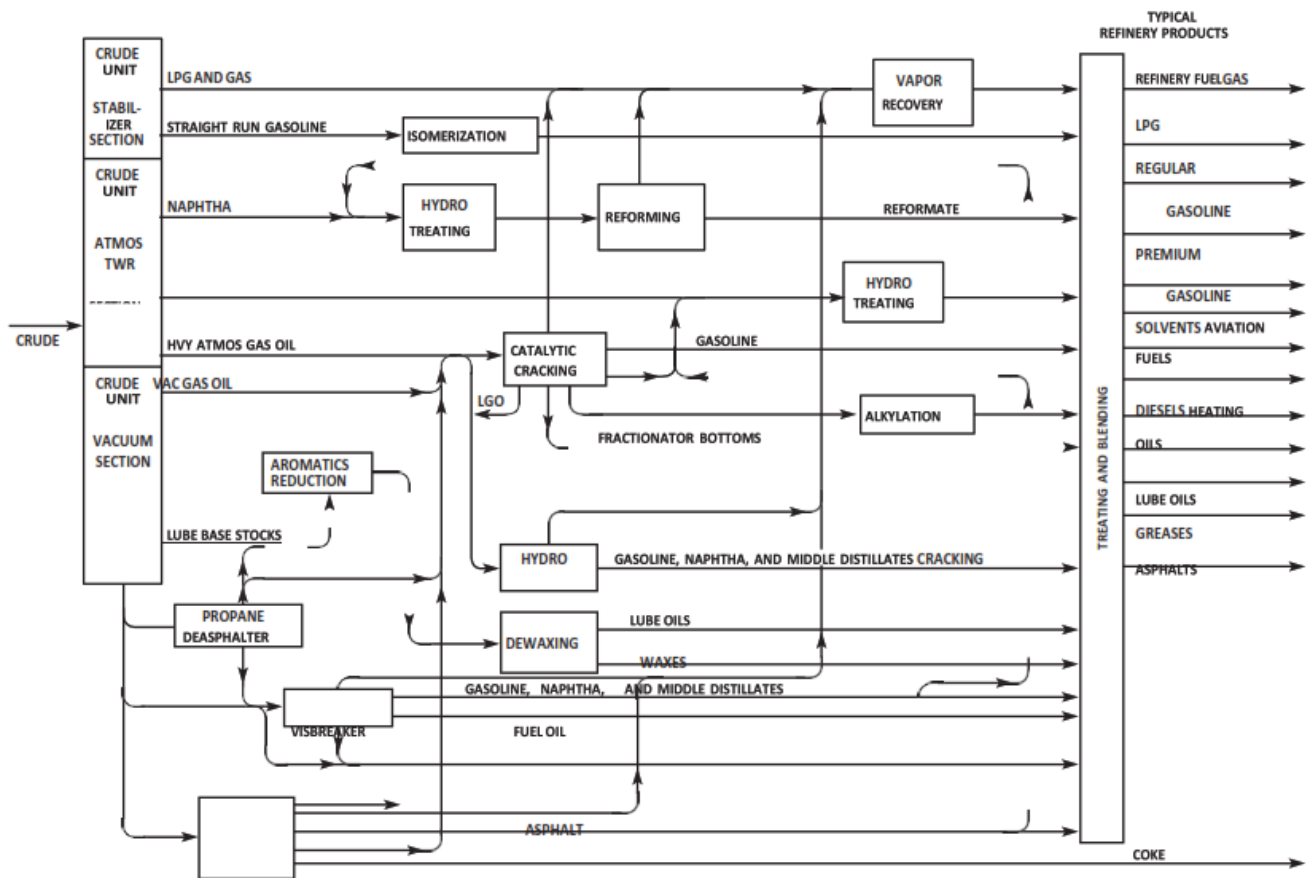 TYPICAL
REFINERY PRODUCTS
CRUDE
UNIT
STABIL-
IZER
SECTION
LPG AND GAS
VAPOR
RECOVERY
REFINERY FUELGAS
STRAIGHT RUN GASOLINE
ISOMERIZATION
LPG
CRUDE
UNIT
ATMOS
TWR
REGULAR
NAPHTHA
HYDRO
TREATING
REFORMING
REFORMATE
GASOLINE
PREMIUM
HYDRO
TREATING
GASOLINE
CRUDE
SOLVENTS AVIATION
HVY ATMOS GAS OIL
CATALYTIC
CRACKING
GASOLINE
FUELS
CRUDE
UNIT
VACUUM
SECTION
VAC GAS OIL
LGO
ALKYLATION
DIESELS HEATING
FRACTIONATOR BOTTOMS
OILS
AROMATICS
REDUCTION
TREATING AND BLENDING
LUBE OILS
LUBE BASE STOCKS
GREASES
HYDRO
GASOLINE, NAPHTHA, AND MIDDLE DISTILLATES CRACKING
ASPHALTS
PROPANE
DEASPHALTER
LUBE OILS
DEWAXING
WAXES
GASOLINE, NAPHTHA, AND MIDDLE DISTILLATES
VISBREAKER
FUEL OIL
ASPHALT
COKE